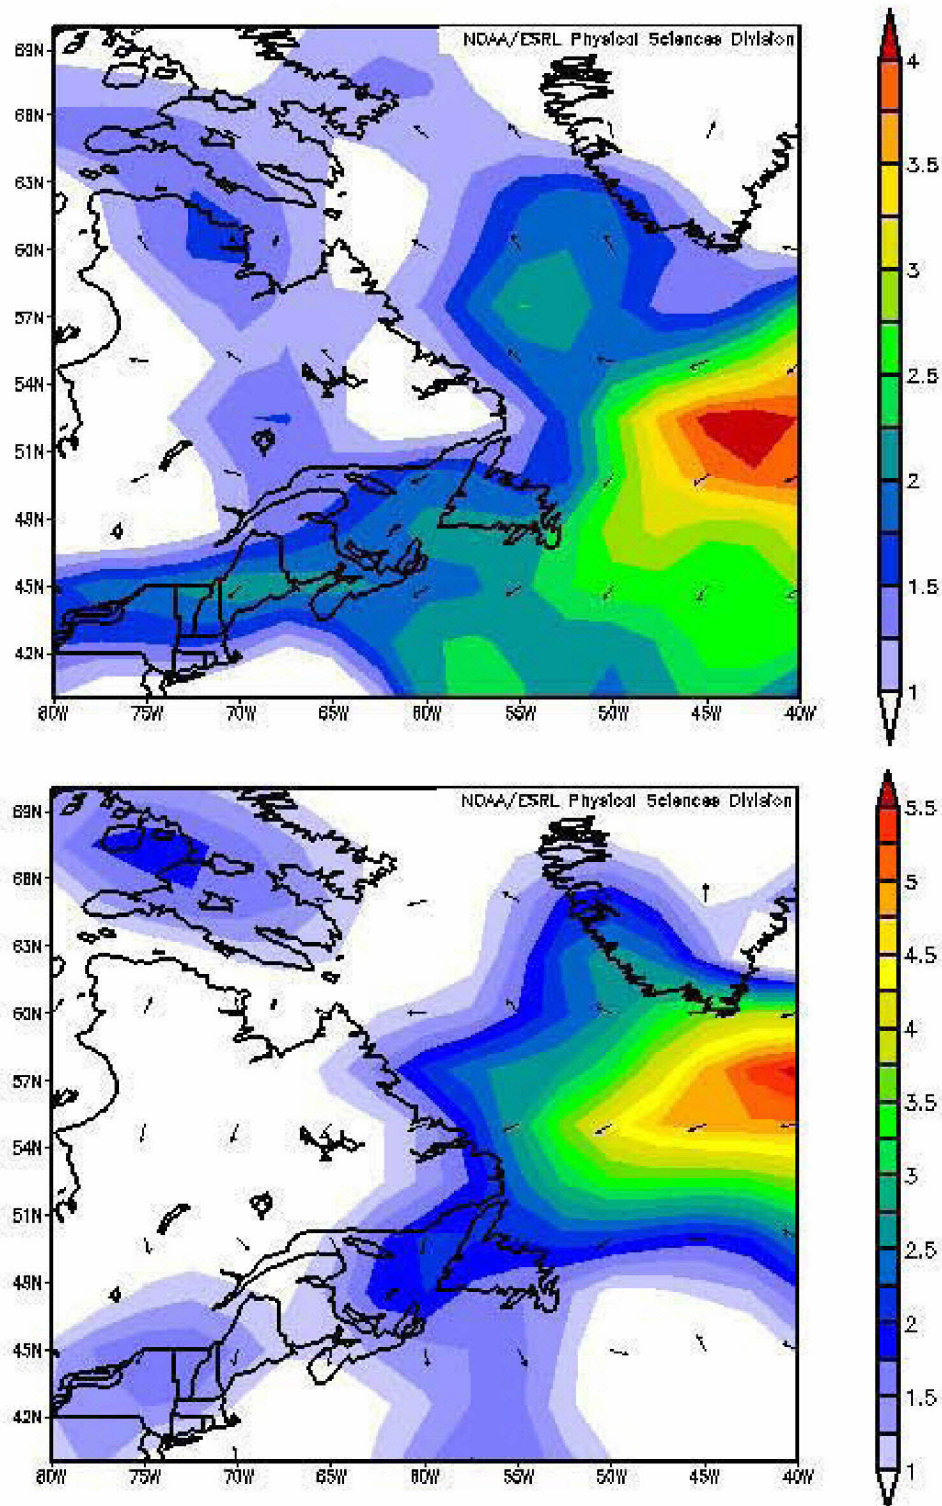 NOAA/ESRL Physical Sciences Division
69N
68N
63N
60N
57N
54N
51N
48N
45N
42N
80W 75W 70W 65W 60W 55W 50W 45W 40W
4
3.5
3
2.5
2
1.5
1
NOAA/ESRL Physical Sciences Division
69N
68N
63N
60N
57N
54N
51N
48N
45N
42N
80W 75W 70W 65W 60W 55W 50W 45W 40W
5.5
5
4.5
4
3.5
3
2.5
2
1.5
1